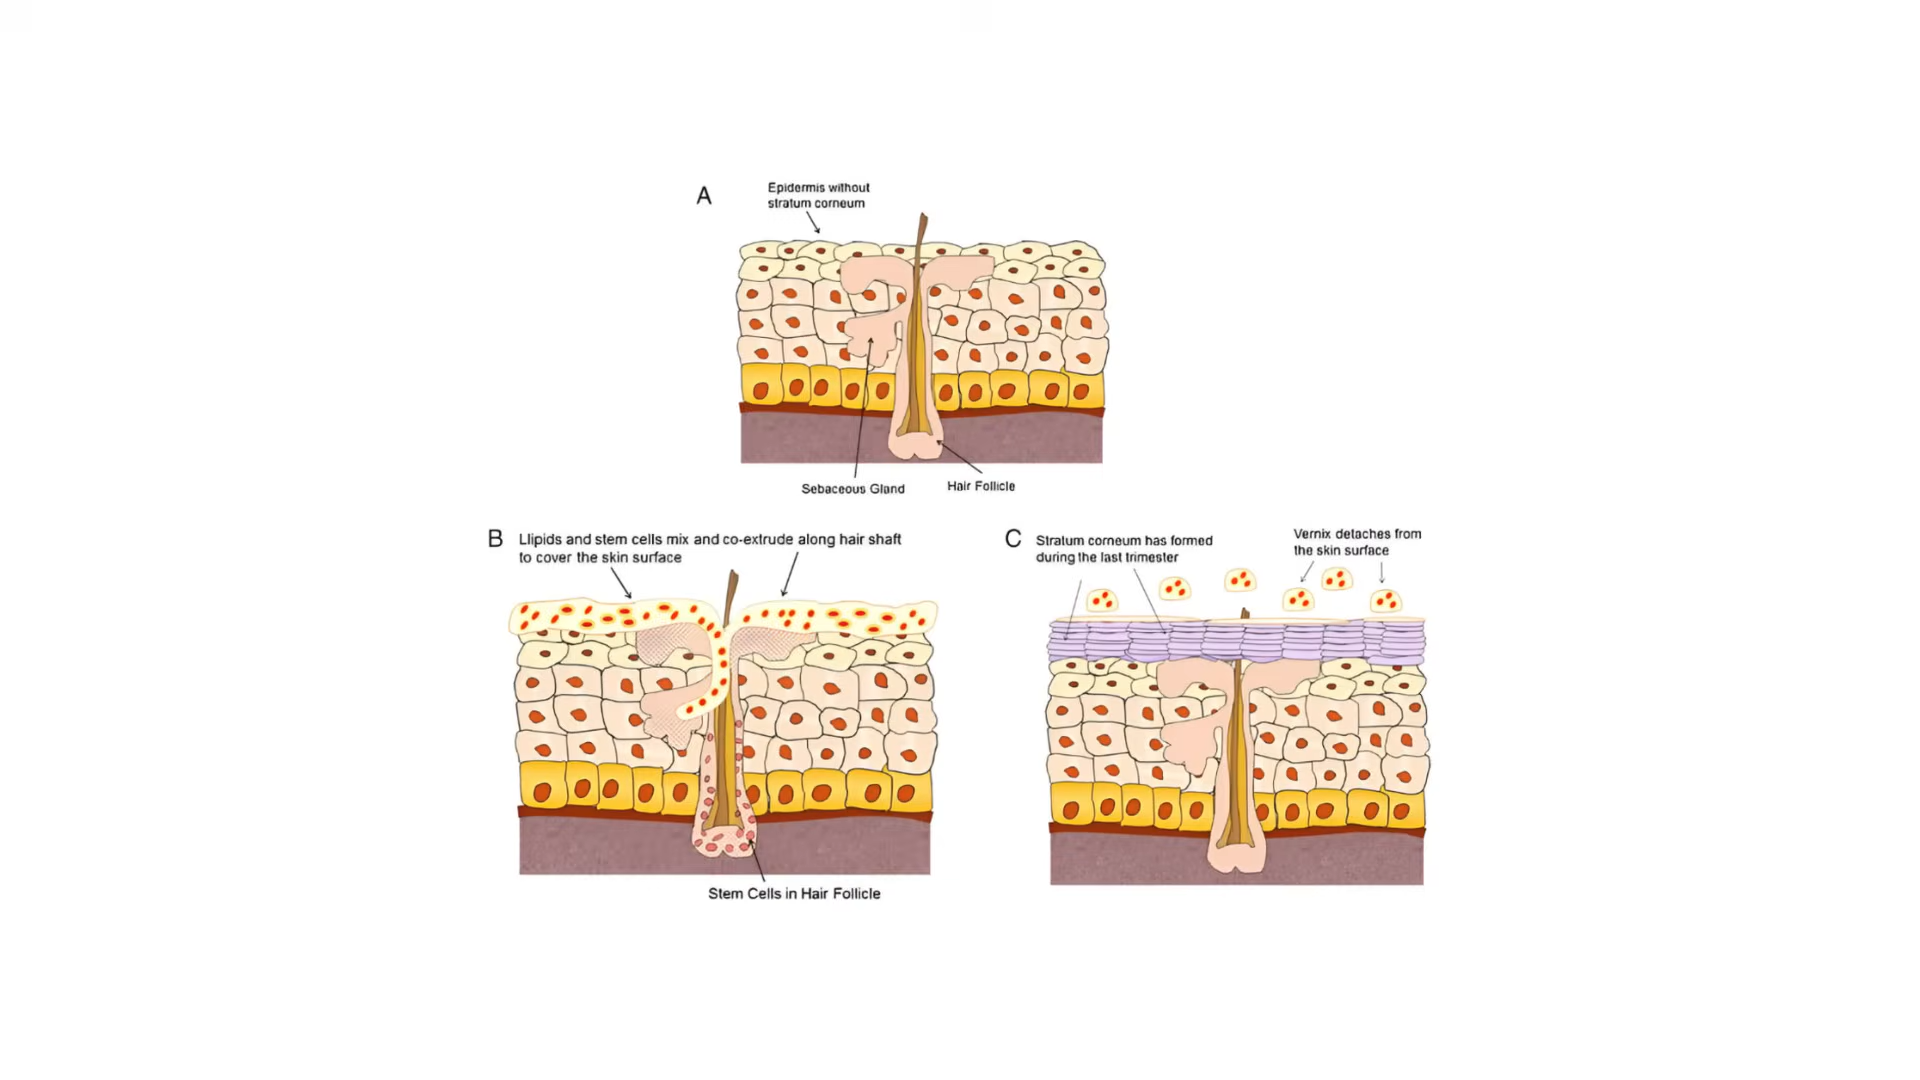 A
Epidermis without
stratum corneum
Sebaceous Gland
Hair Follicle
B
Llipids and stem cells mix and co-extrude along hair shaft
to cover the skin surface
Stem Cells in Hair Follicle
C
Stratum corneum has formed
during the last trimester
Vernix detaches from
the skin surface